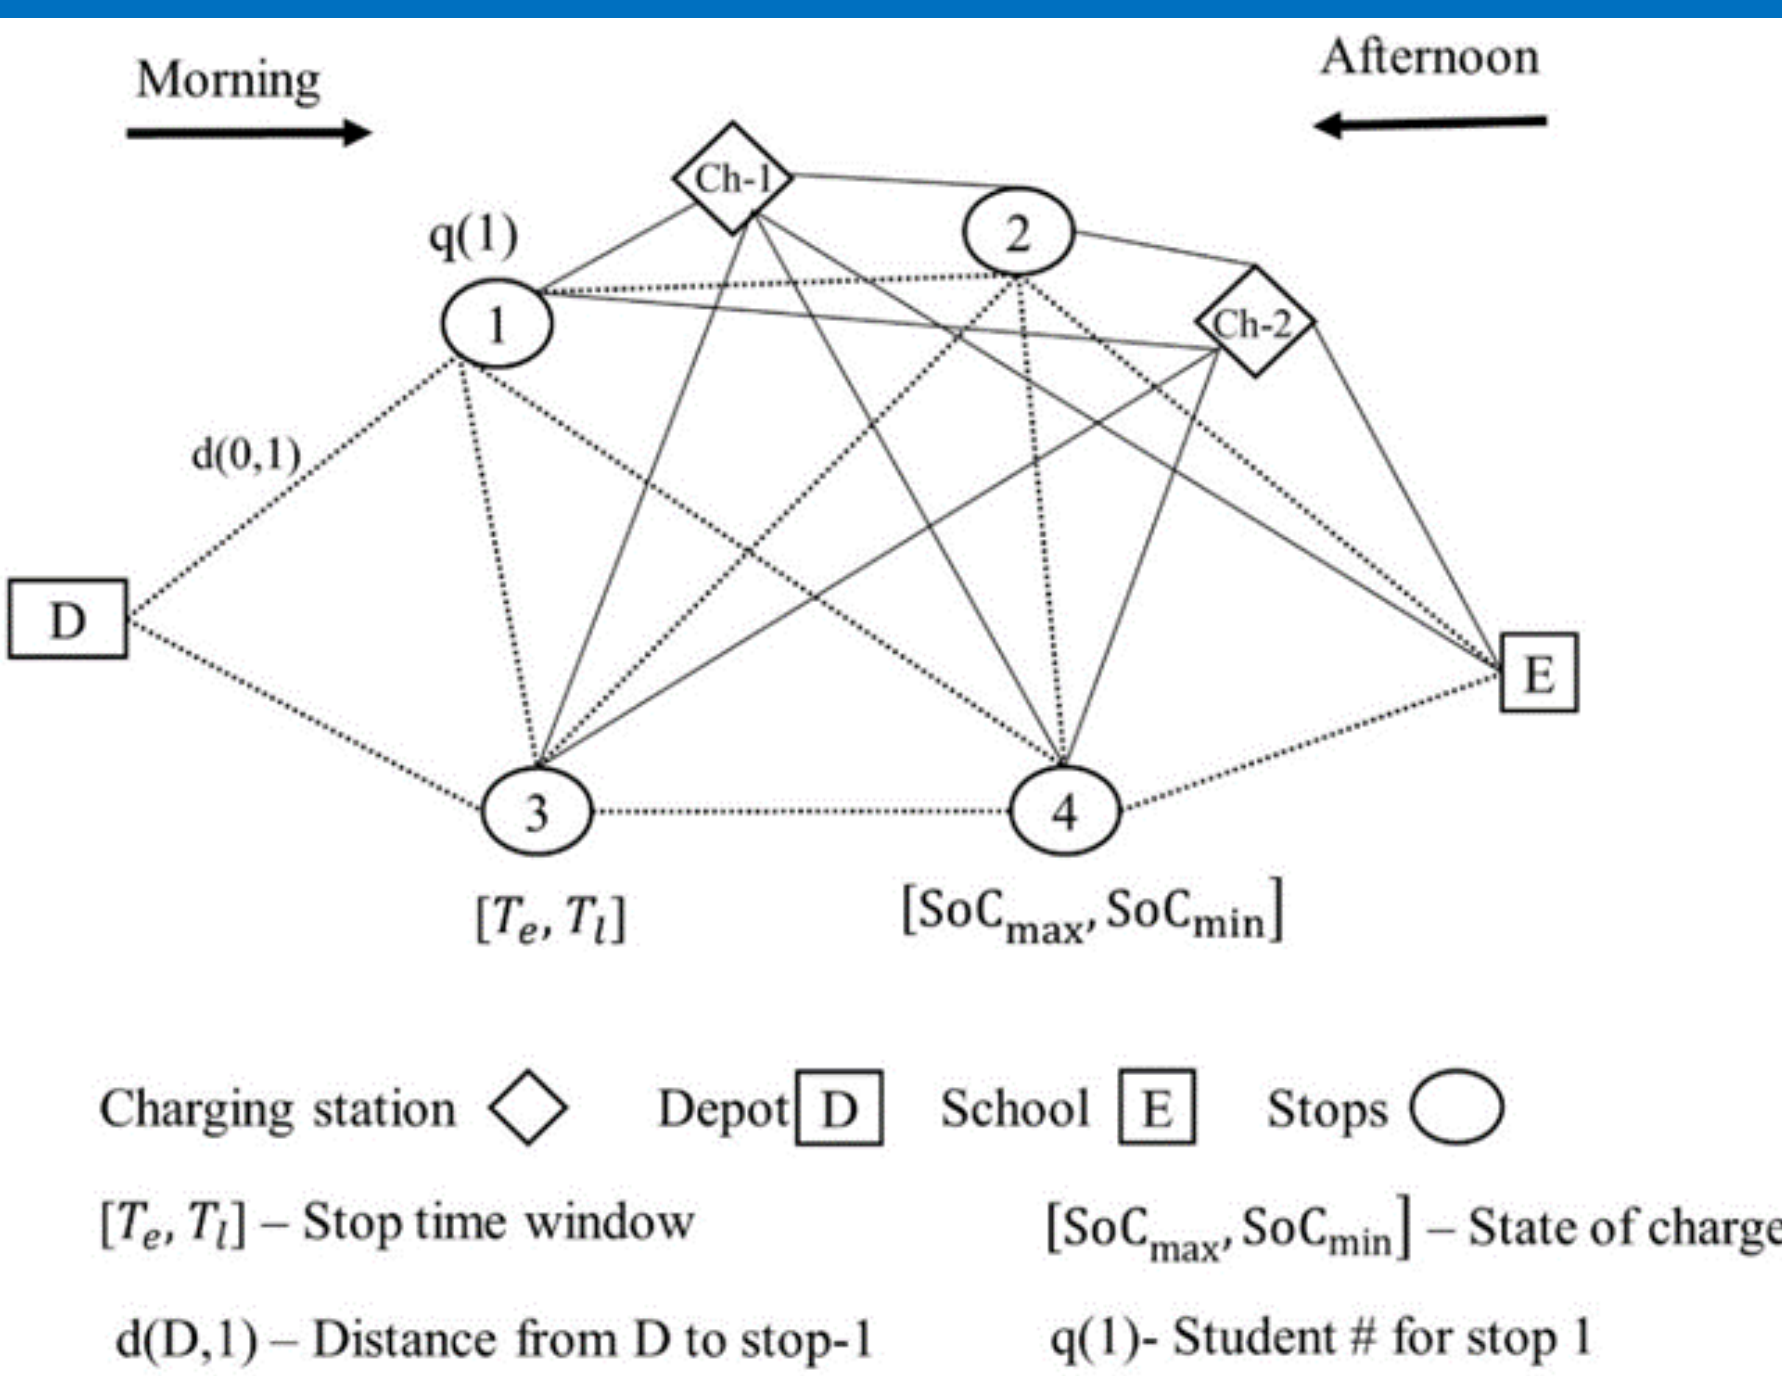 Morning
Afternoon
Ch-1
q(1)
2
1
Ch-2
d(0,1)
D
E
3
4
[Tₑ, Tₗ]
[SoCmax, SoCmin]
Charging station
Depot D
School E
Stops
[Tₑ, Tₗ] – Stop time window
[SoCmax, SoCmin] – State of charge
d(D,1) – Distance from D to stop-1
q(1)- Student # for stop 1